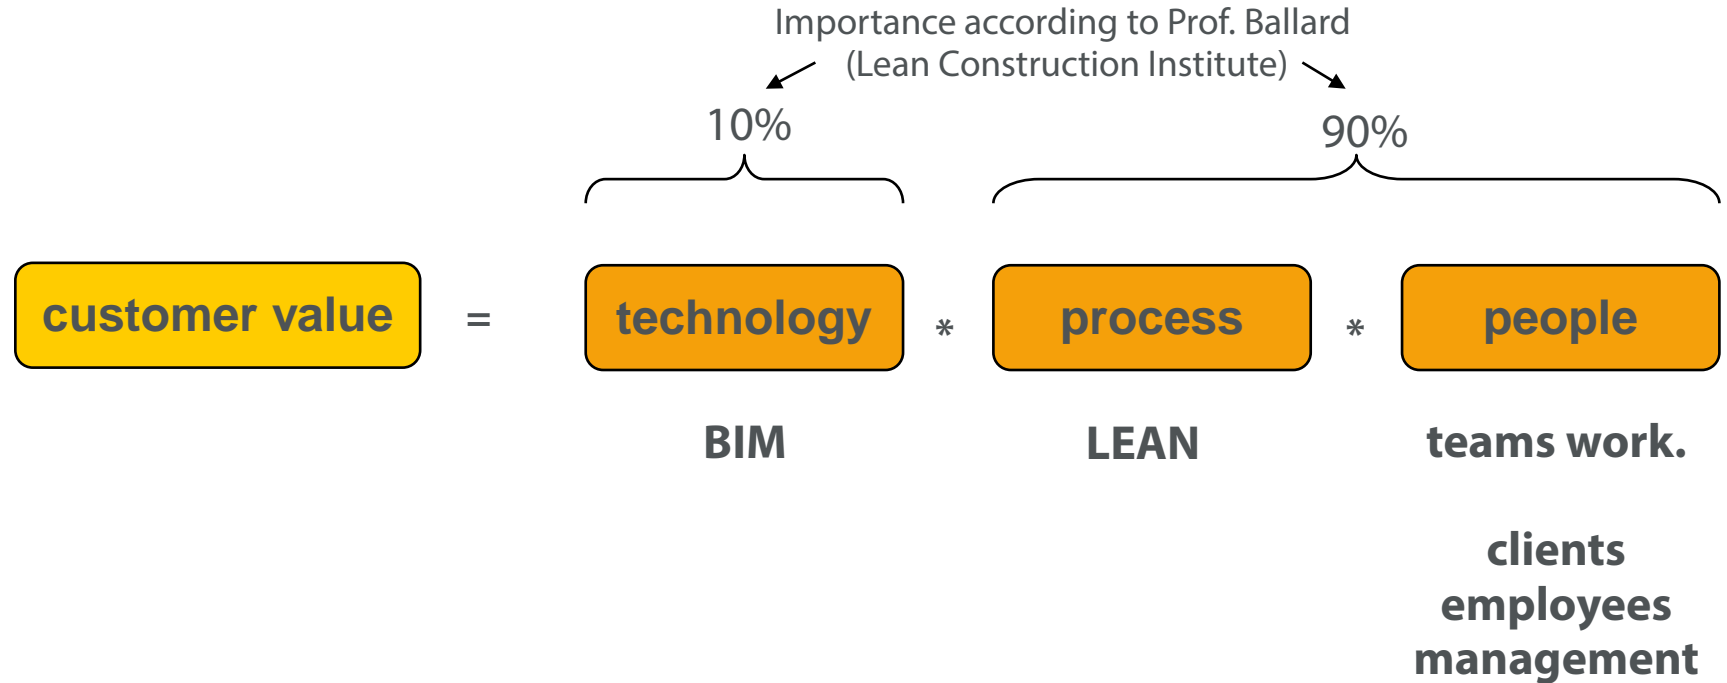 Importance according to Prof. Ballard
(Lean Construction Institute)
10%
90%
customer value = technology * process * people
BIM
LEAN
teams work.
clients
employees
management